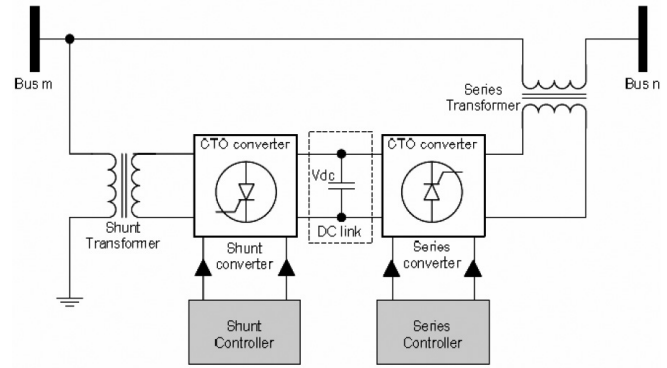 Bus m
Bus n
Series
Transformer
CTO converter
CTO converter
Vdc
DC link
Shunt
Transformer
Shunt
converter
Series
converter
Shunt
Controller
Series
Controller